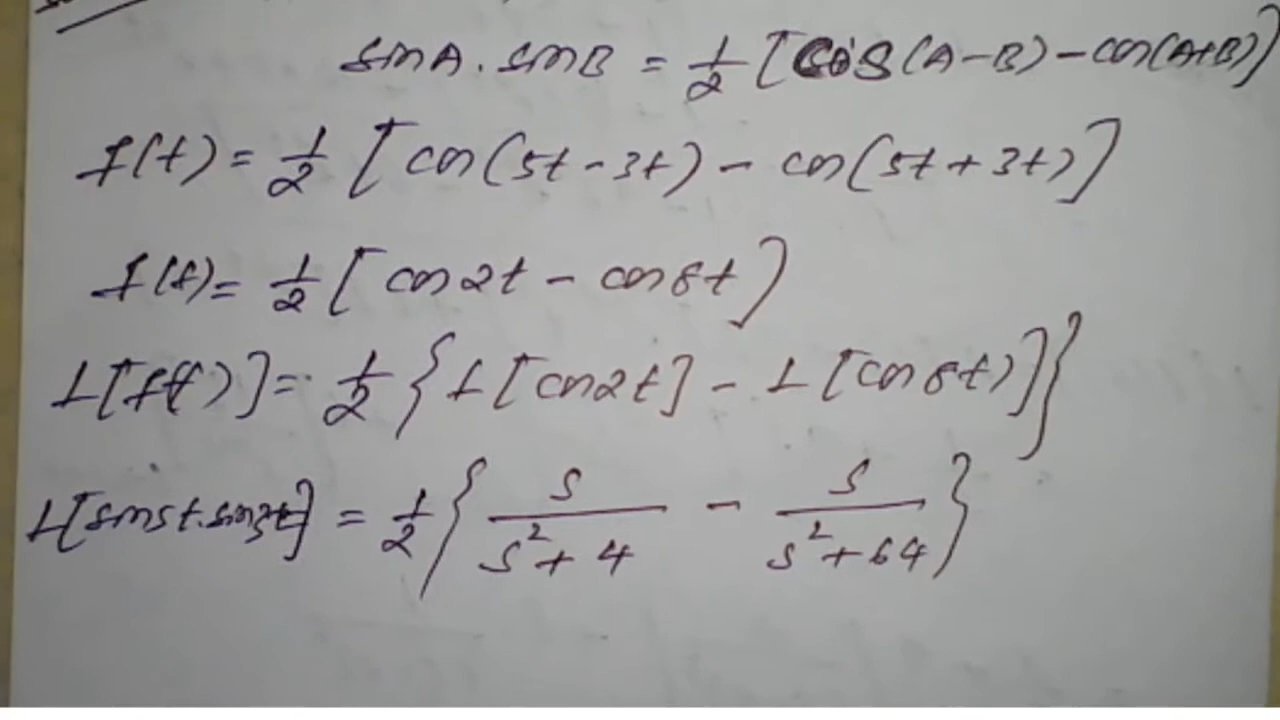 sinA . sinB = 1/2 [cos(A-B) - cos(A+B)]
f(t) = 1/2 [cos(5t - 3t) - cos(5t + 3t)]
f(t) = 1/2 [cos2t - cos8t]
L[f(t)] = 1/2 {L[cos2t] - L[cos8t)]}
L[sin5t.sin3t] = 1/2 { s/(s²+4) - s/(s²+64) }